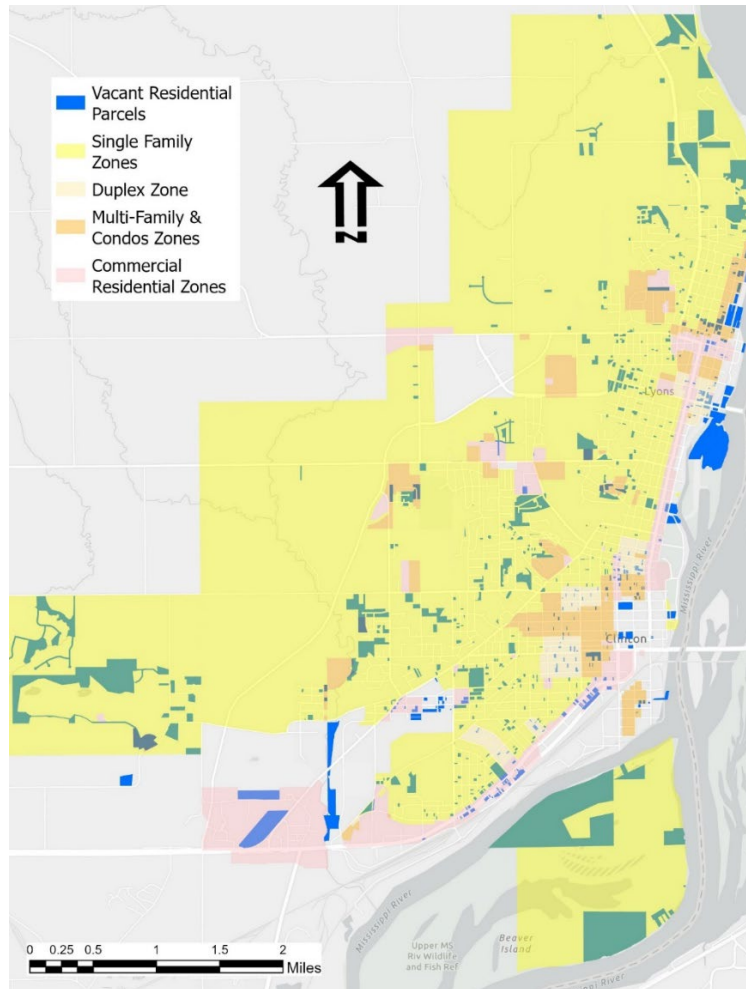 Vacant Residential
Parcels
Single Family
Zones
Duplex Zone
Multi-Family &
Condos Zones
Commercial
Residential Zones
N
Lyons
Mississippi River
Clinton
Mississippi River
Upper MS
Riv Wildlife
and Fish Ref
Beaver
Island
Mississippi River
0 0.25 0.5 1 1.5 2
Miles